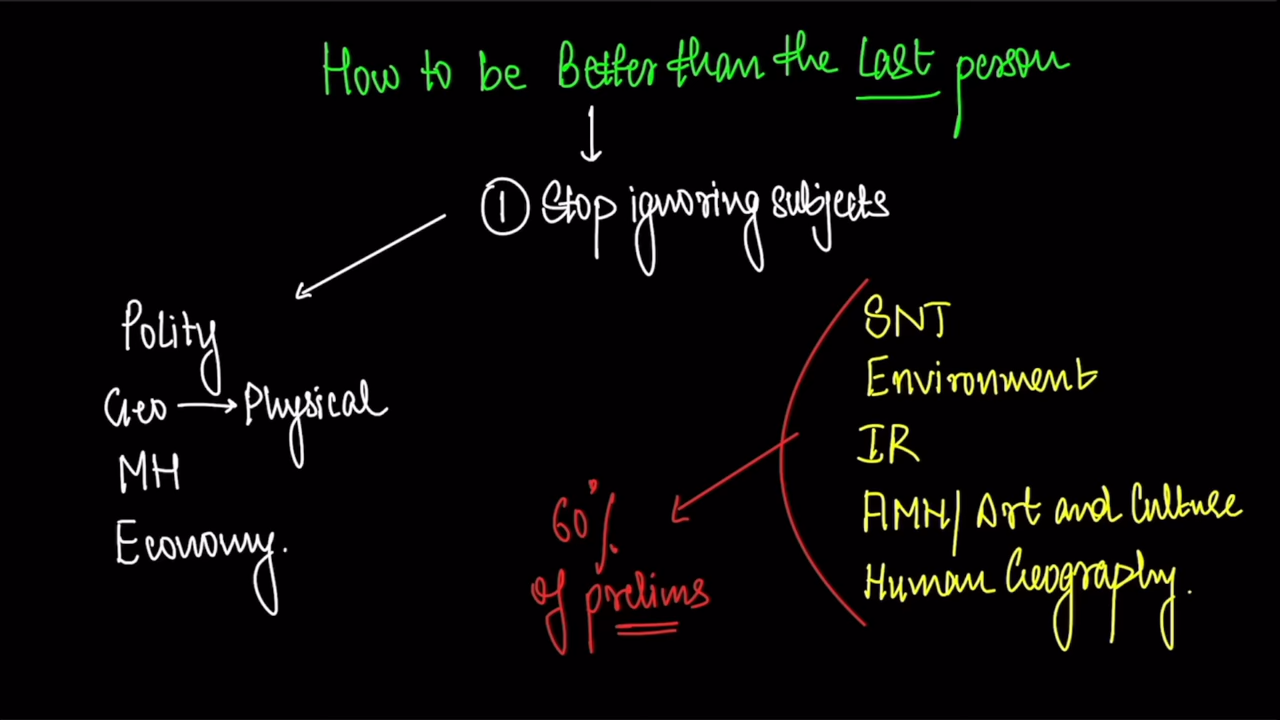 How to be Better than the Last person
① Stop ignoring subjects
Polity
Geo → Physical
MH
Economy.
SNT
Environment
IR
AMH/ Art and Culture
Human Geography.
60%
of prelims